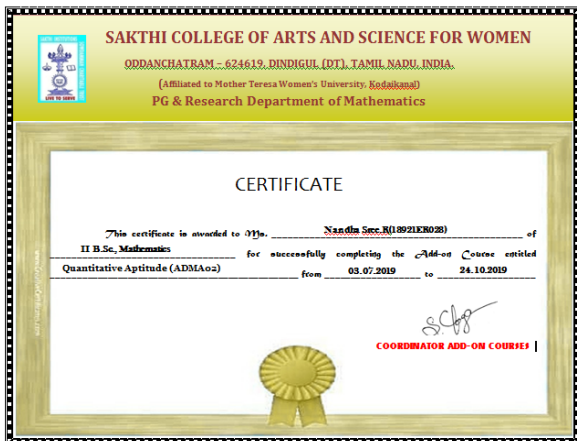 SAKTHI COLLEGE OF ARTS AND SCIENCE FOR WOMEN
ODDANCHATRAM – 624619, DINDIGUL (DT), TAMIL NADU, INDIA.
(Affiliated to Mother Teresa Women's University, Kodaikanal)
PG & Research Department of Mathematics
LIVE TO SERVE
CERTIFICATE
This certificate is awarded to Ms. Nandha Sree.K(18921ER028) of
II B.Sc., Mathematics for successfully completing the Add-on Course entitled
Quantitative Aptitude (ADMA02) from 03.07.2019 to 24.10.2019
COORDINATOR ADD-ON COURSES